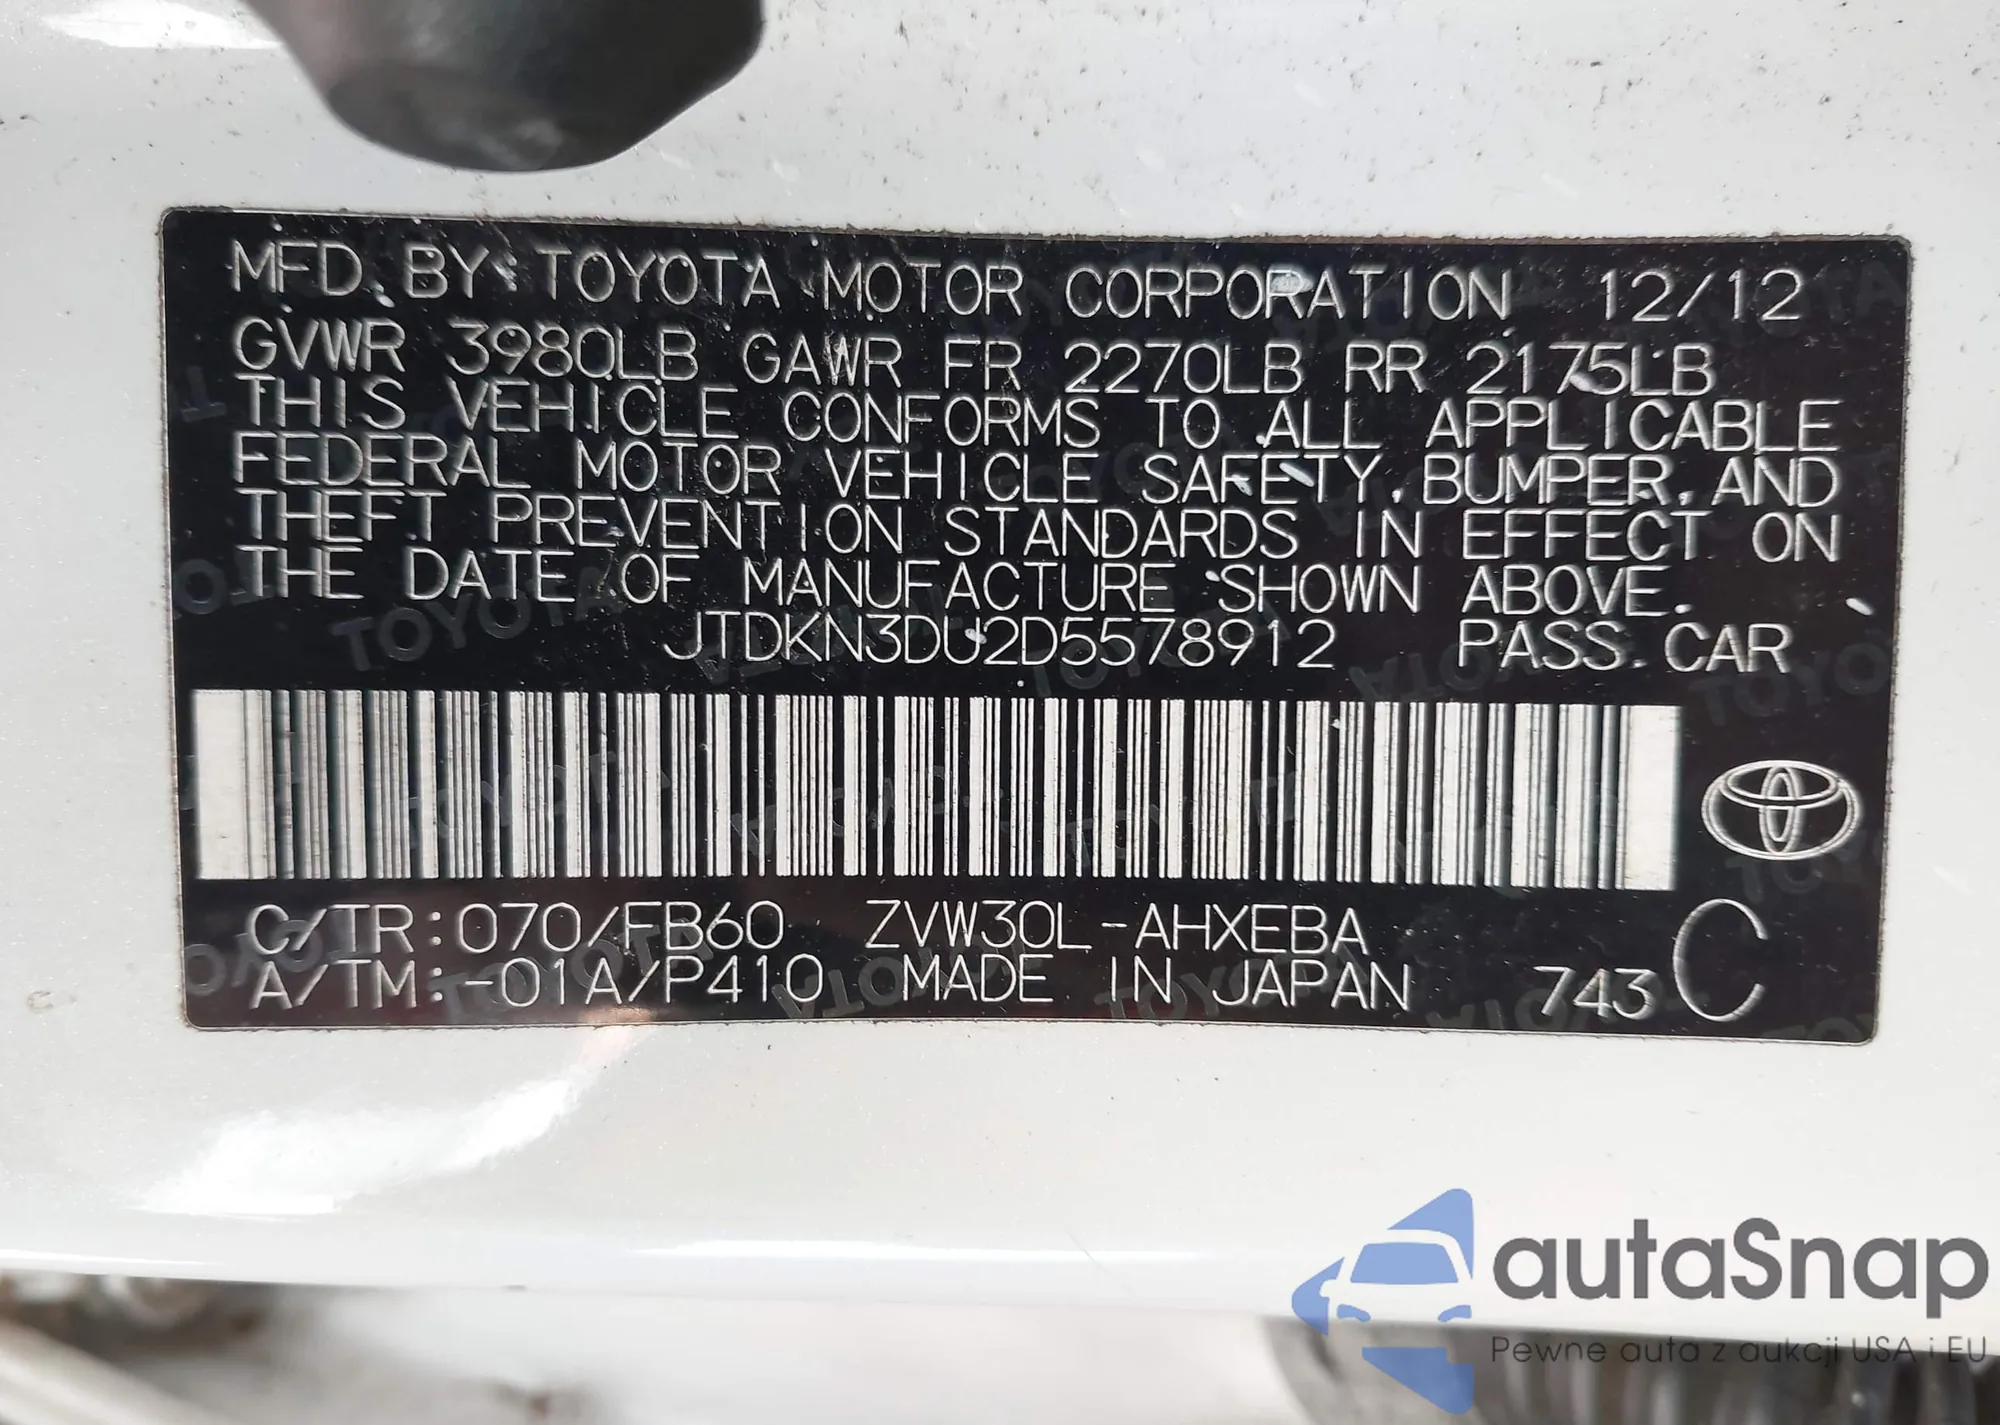 MFD. BY: TOYOTA MOTOR CORPORATION 12/12
GVWR 3980LB GAWR FR 2270LB RR 2175LB
THIS VEHICLE CONFORMS TO ALL APPLICABLE
FEDERAL MOTOR VEHICLE SAFETY, BUMPER, AND
THEFT PREVENTION STANDARDS IN EFFECT ON
THE DATE OF MANUFACTURE SHOWN ABOVE.
JTDKN3DU2D5578912 PASS. CAR
C/TR:070/FB60 ZVW30L-AHXEBA
A/TM:-01A/P410 MADE IN JAPAN 743 C
autaSnap
Pewne auta z aukcji USA i EU